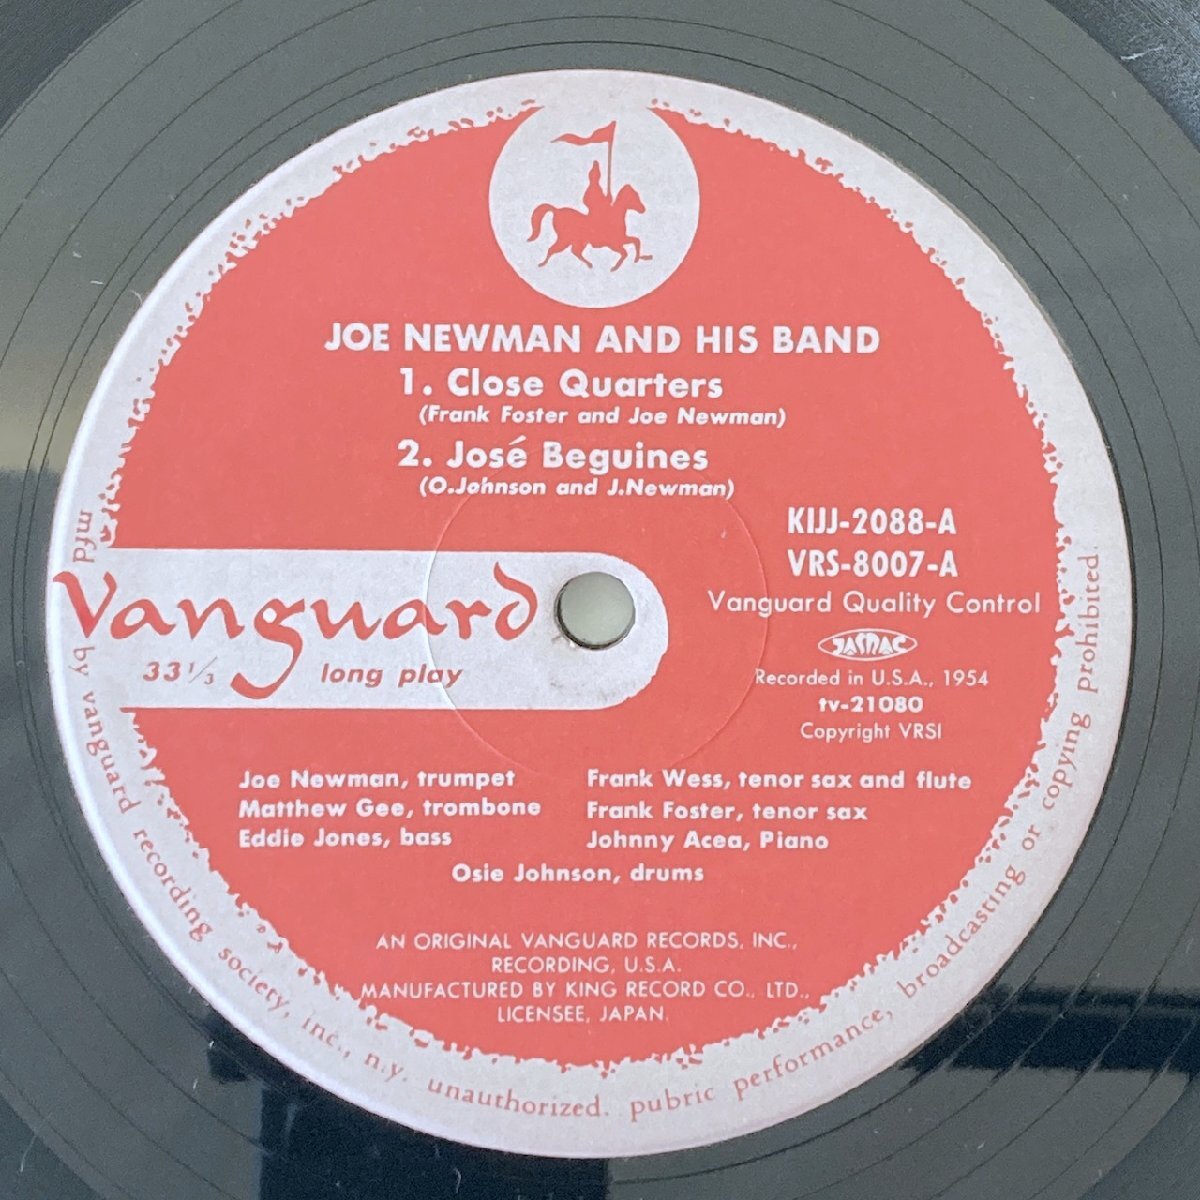 JOE NEWMAN AND HIS BAND
1. Close Quarters
(Frank Foster and Joe Newman)
2. José Beguines
(O.Johnson and J.Newman)
KIJJ-2088-A
VRS-8007-A
Vanguard Quality Control
JASRAC
Recorded in U.S.A., 1954
tv-21080
Copyright VRSI
Vanguard
33 1/3 long play
Joe Newman, trumpet
Matthew Gee, trombone
Eddie Jones, bass
Frank Wess, tenor sax and flute
Frank Foster, tenor sax
Johnny Acea, Piano
Osie Johnson, drums
AN ORIGINAL VANGUARD RECORDS, INC.,
RECORDING, U.S.A.
MANUFACTURED BY KING RECORD CO., LTD.,
LICENSEE, JAPAN.
mfd by vanguard recording society, inc., n.y. unauthorized. pubric performance, broadcasting or copying prohibited.